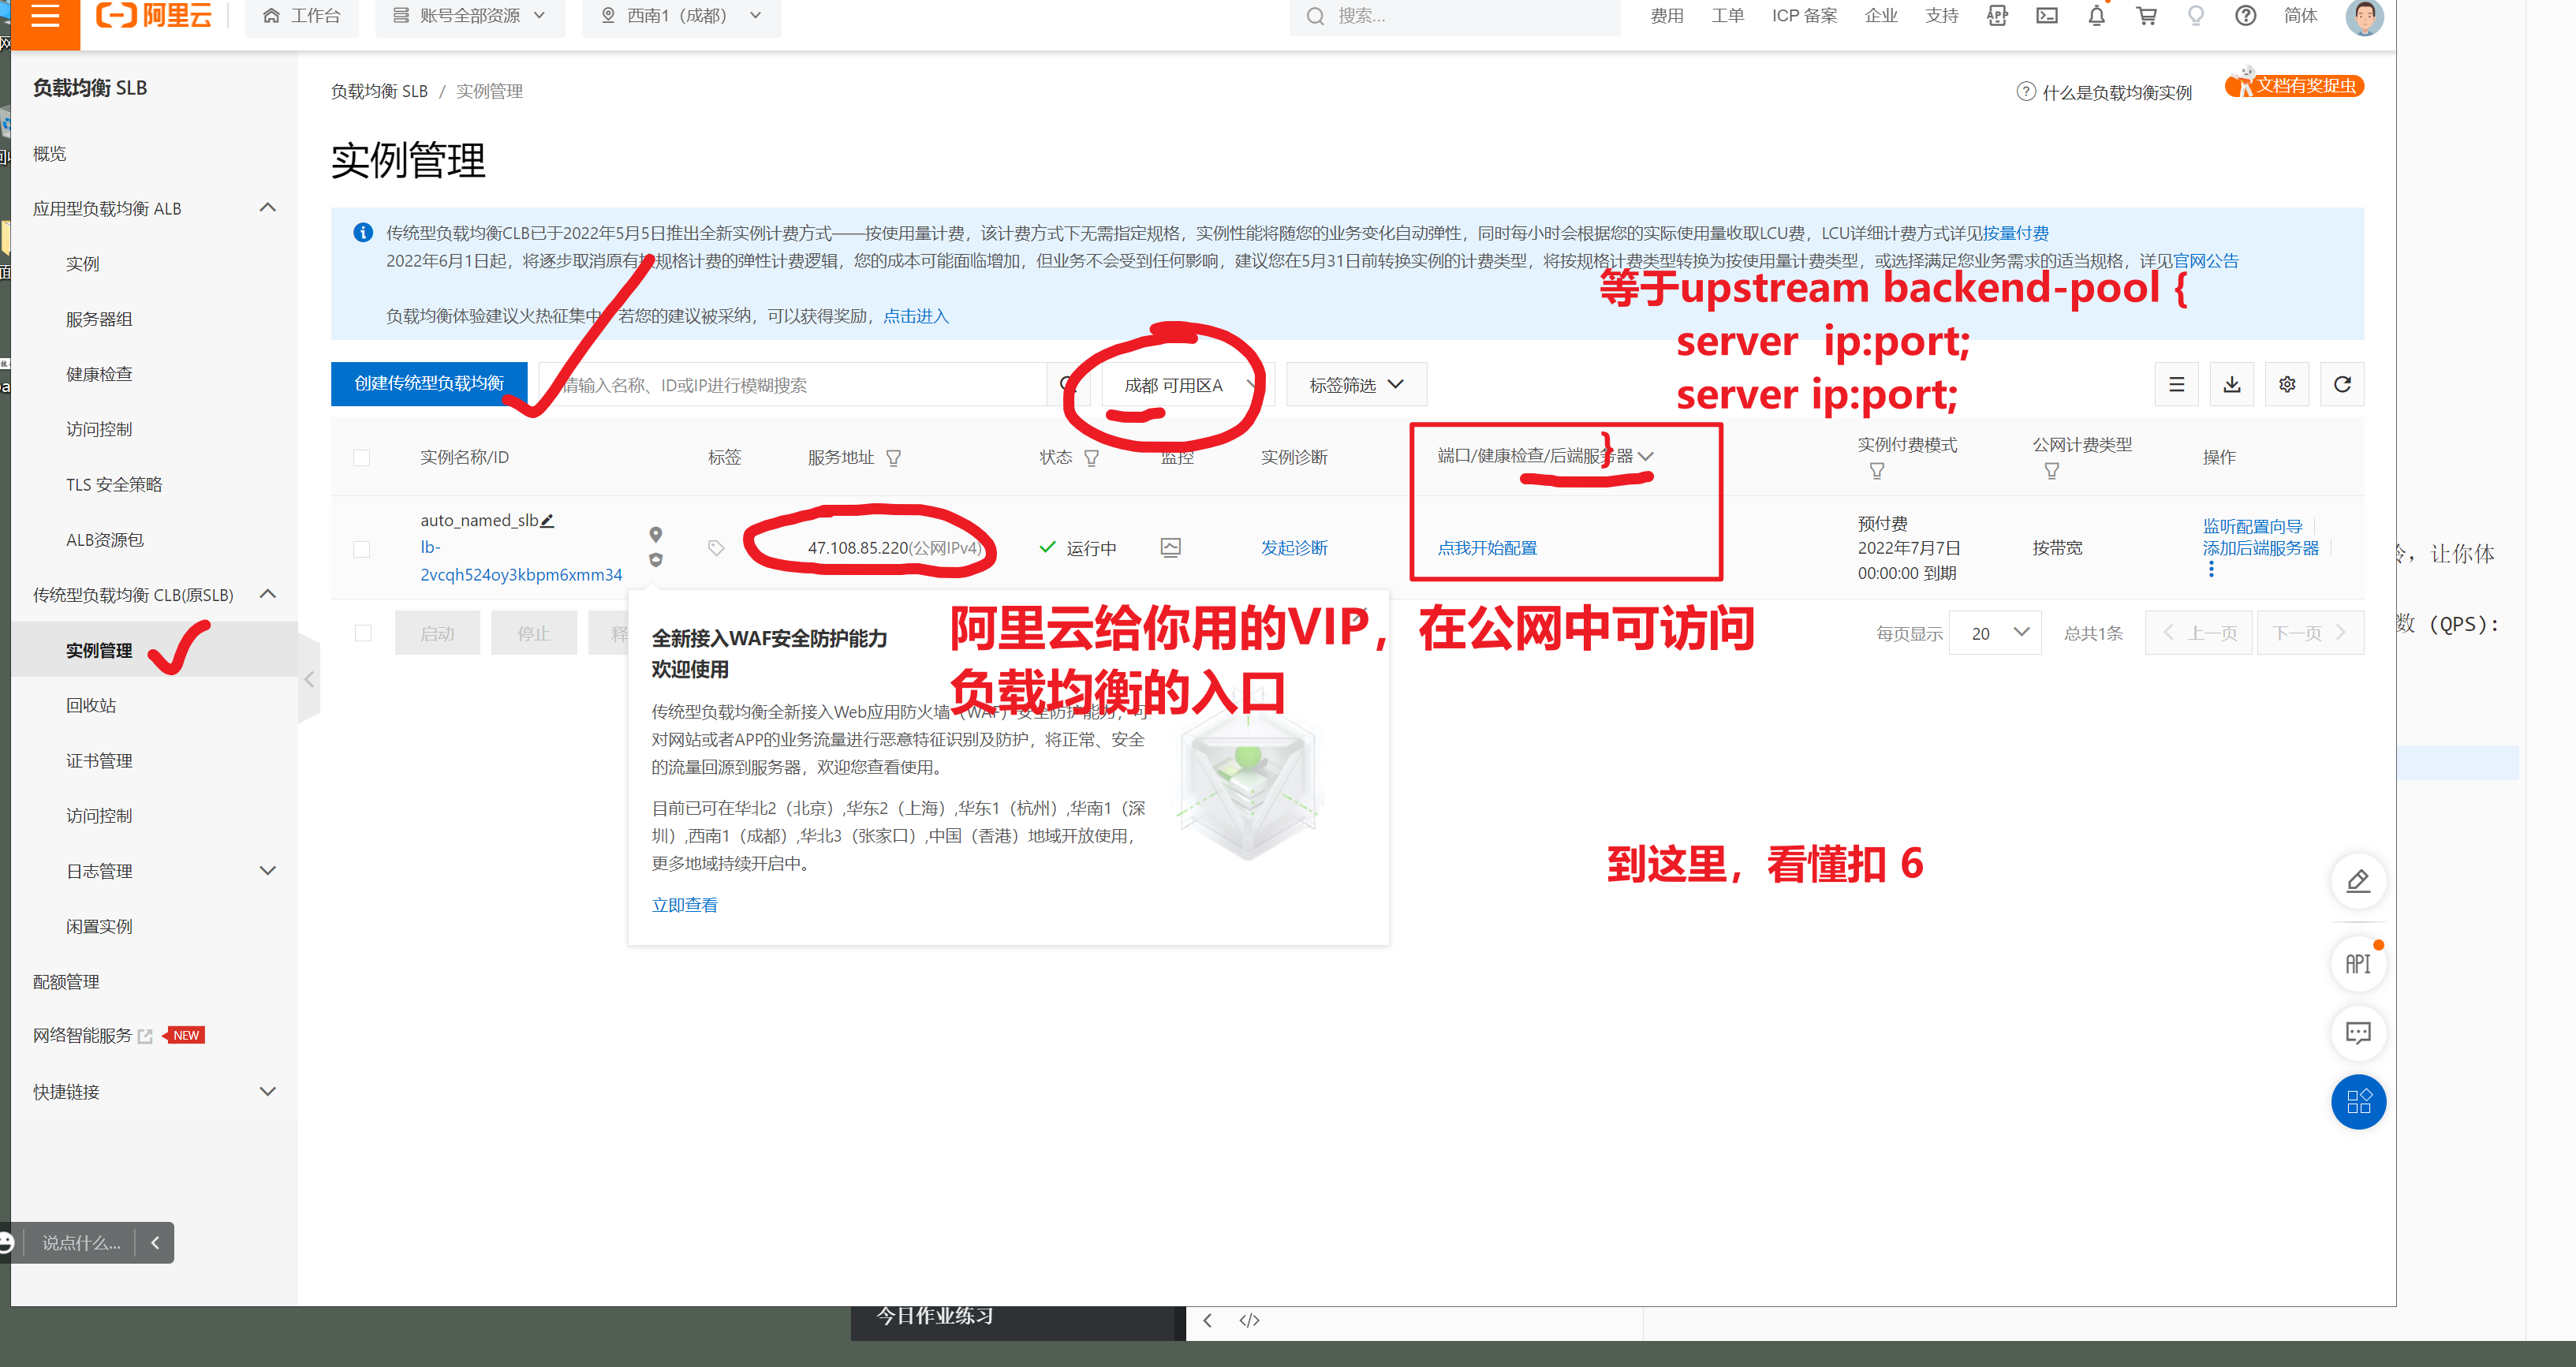 阿里云
工作台
账号全部资源
西南1（成都）
搜索...
费用
工单
ICP 备案
企业
支持
APP
简体
负载均衡 SLB
概览
应用型负载均衡 ALB
实例
服务器组
健康检查
访问控制
TLS 安全策略
ALB资源包
传统型负载均衡 CLB(原SLB)
实例管理
回收站
证书管理
访问控制
日志管理
闲置实例
配额管理
网络智能服务 NEW
快捷链接
说点什么...
负载均衡 SLB / 实例管理
什么是负载均衡实例
文档有奖捉虫
实例管理
传统型负载均衡CLB已于2022年5月5日推出全新实例计费方式——按使用量计费，该计费方式下无需指定规格，实例性能将随您的业务变化自动弹性，同时每小时会根据您的实际使用量收取LCU费，LCU详细计费方式详见按量付费
2022年6月1日起，将逐步取消原有按规格计费的弹性计费逻辑，您的成本可能面临增加，但业务不会受到任何影响，建议您在5月31日前转换实例的计费类型，将按规格计费类型转换为按使用量计费类型，或选择满足您业务需求的适当规格，详见官网公告
负载均衡体验建议火热征集中，若您的建议被采纳，可以获得奖励，点击进入
等于upstream backend-pool {
server ip:port;
server ip:port;
}
创建传统型负载均衡
请输入名称、ID或IP进行模糊搜索
成都 可用区A
标签筛选
实例名称/ID
标签
服务地址
状态
监控
实例诊断
端口/健康检查/后端服务器
实例付费模式
公网计费类型
操作
auto_named_slb
lb-
2vcqh524oy3kbpm6xmm34
47.108.85.220(公网IPv4)
运行中
发起诊断
点我开始配置
预付费
2022年7月7日
00:00:00 到期
按带宽
监听配置向导
添加后端服务器
启动
停止
释
每页显示
20
总共1条
上一页
下一页
全新接入WAF安全防护能力
欢迎使用
阿里云给你用的VIP，在公网中可访问
负载均衡的入口
传统型负载均衡全新接入Web应用防火墙（WAF）安全防护能力，可
对网站或者APP的业务流量进行恶意特征识别及防护，将正常、安全
的流量回源到服务器，欢迎您查看使用。
目前已可在华北2（北京）,华东2（上海）,华东1（杭州）,华南1（深
圳）,西南1（成都）,华北3（张家口）,中国（香港）地域开放使用，
更多地域持续开启中。
立即查看
到这里，看懂扣 6
API
，让你体
数 (QPS):
今日作业练习